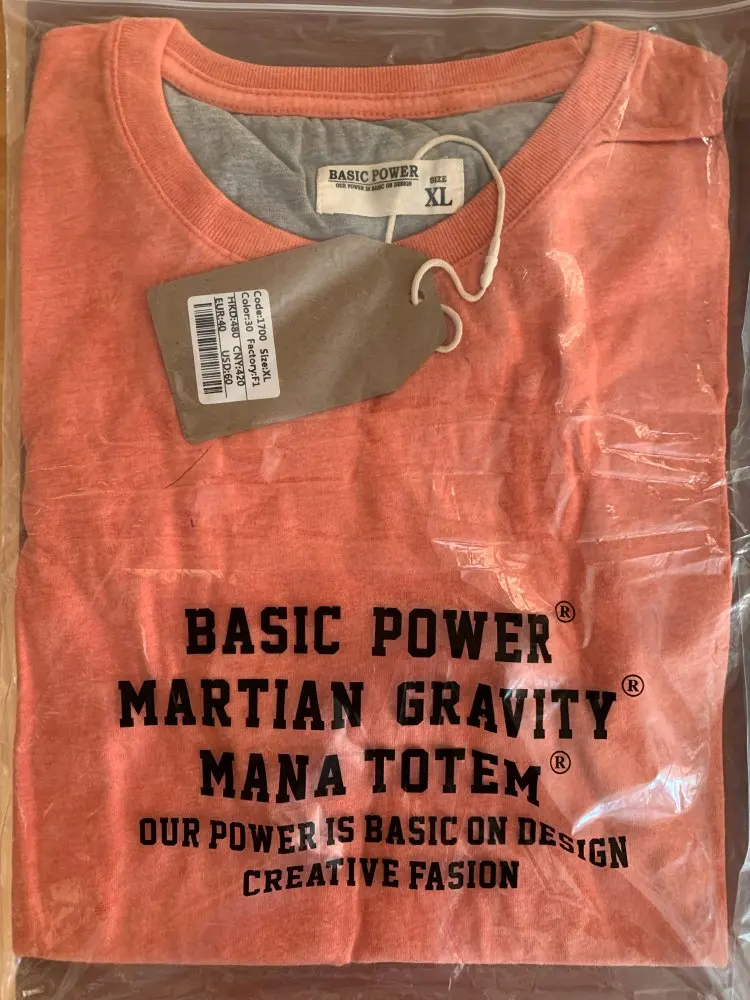 BASIC POWER
OUR POWER IS BASIC ON DESIGN
SIZE
XL
Code:1700 Size:XL
Color:30 Factory:F1
HKD:480 CNY:420
EUR:40 USD:60
BASIC POWER®
MARTIAN GRAVITY®
MANA TOTEM®
OUR POWER IS BASIC ON DESIGN
CREATIVE FASION